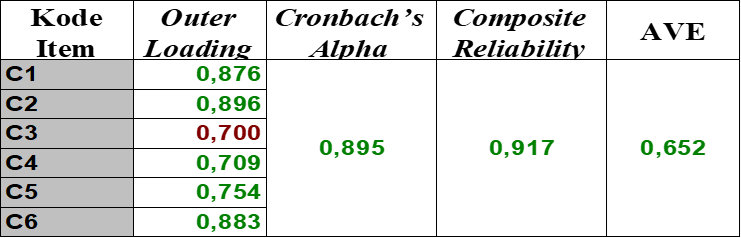 Kode Item Outer Loading Cronbach's Alpha Composite Reliability AVE
C1 0,876 0,895 0,917 0,652
C2 0,896
C3 0,700
C4 0,709
C5 0,754
C6 0,883